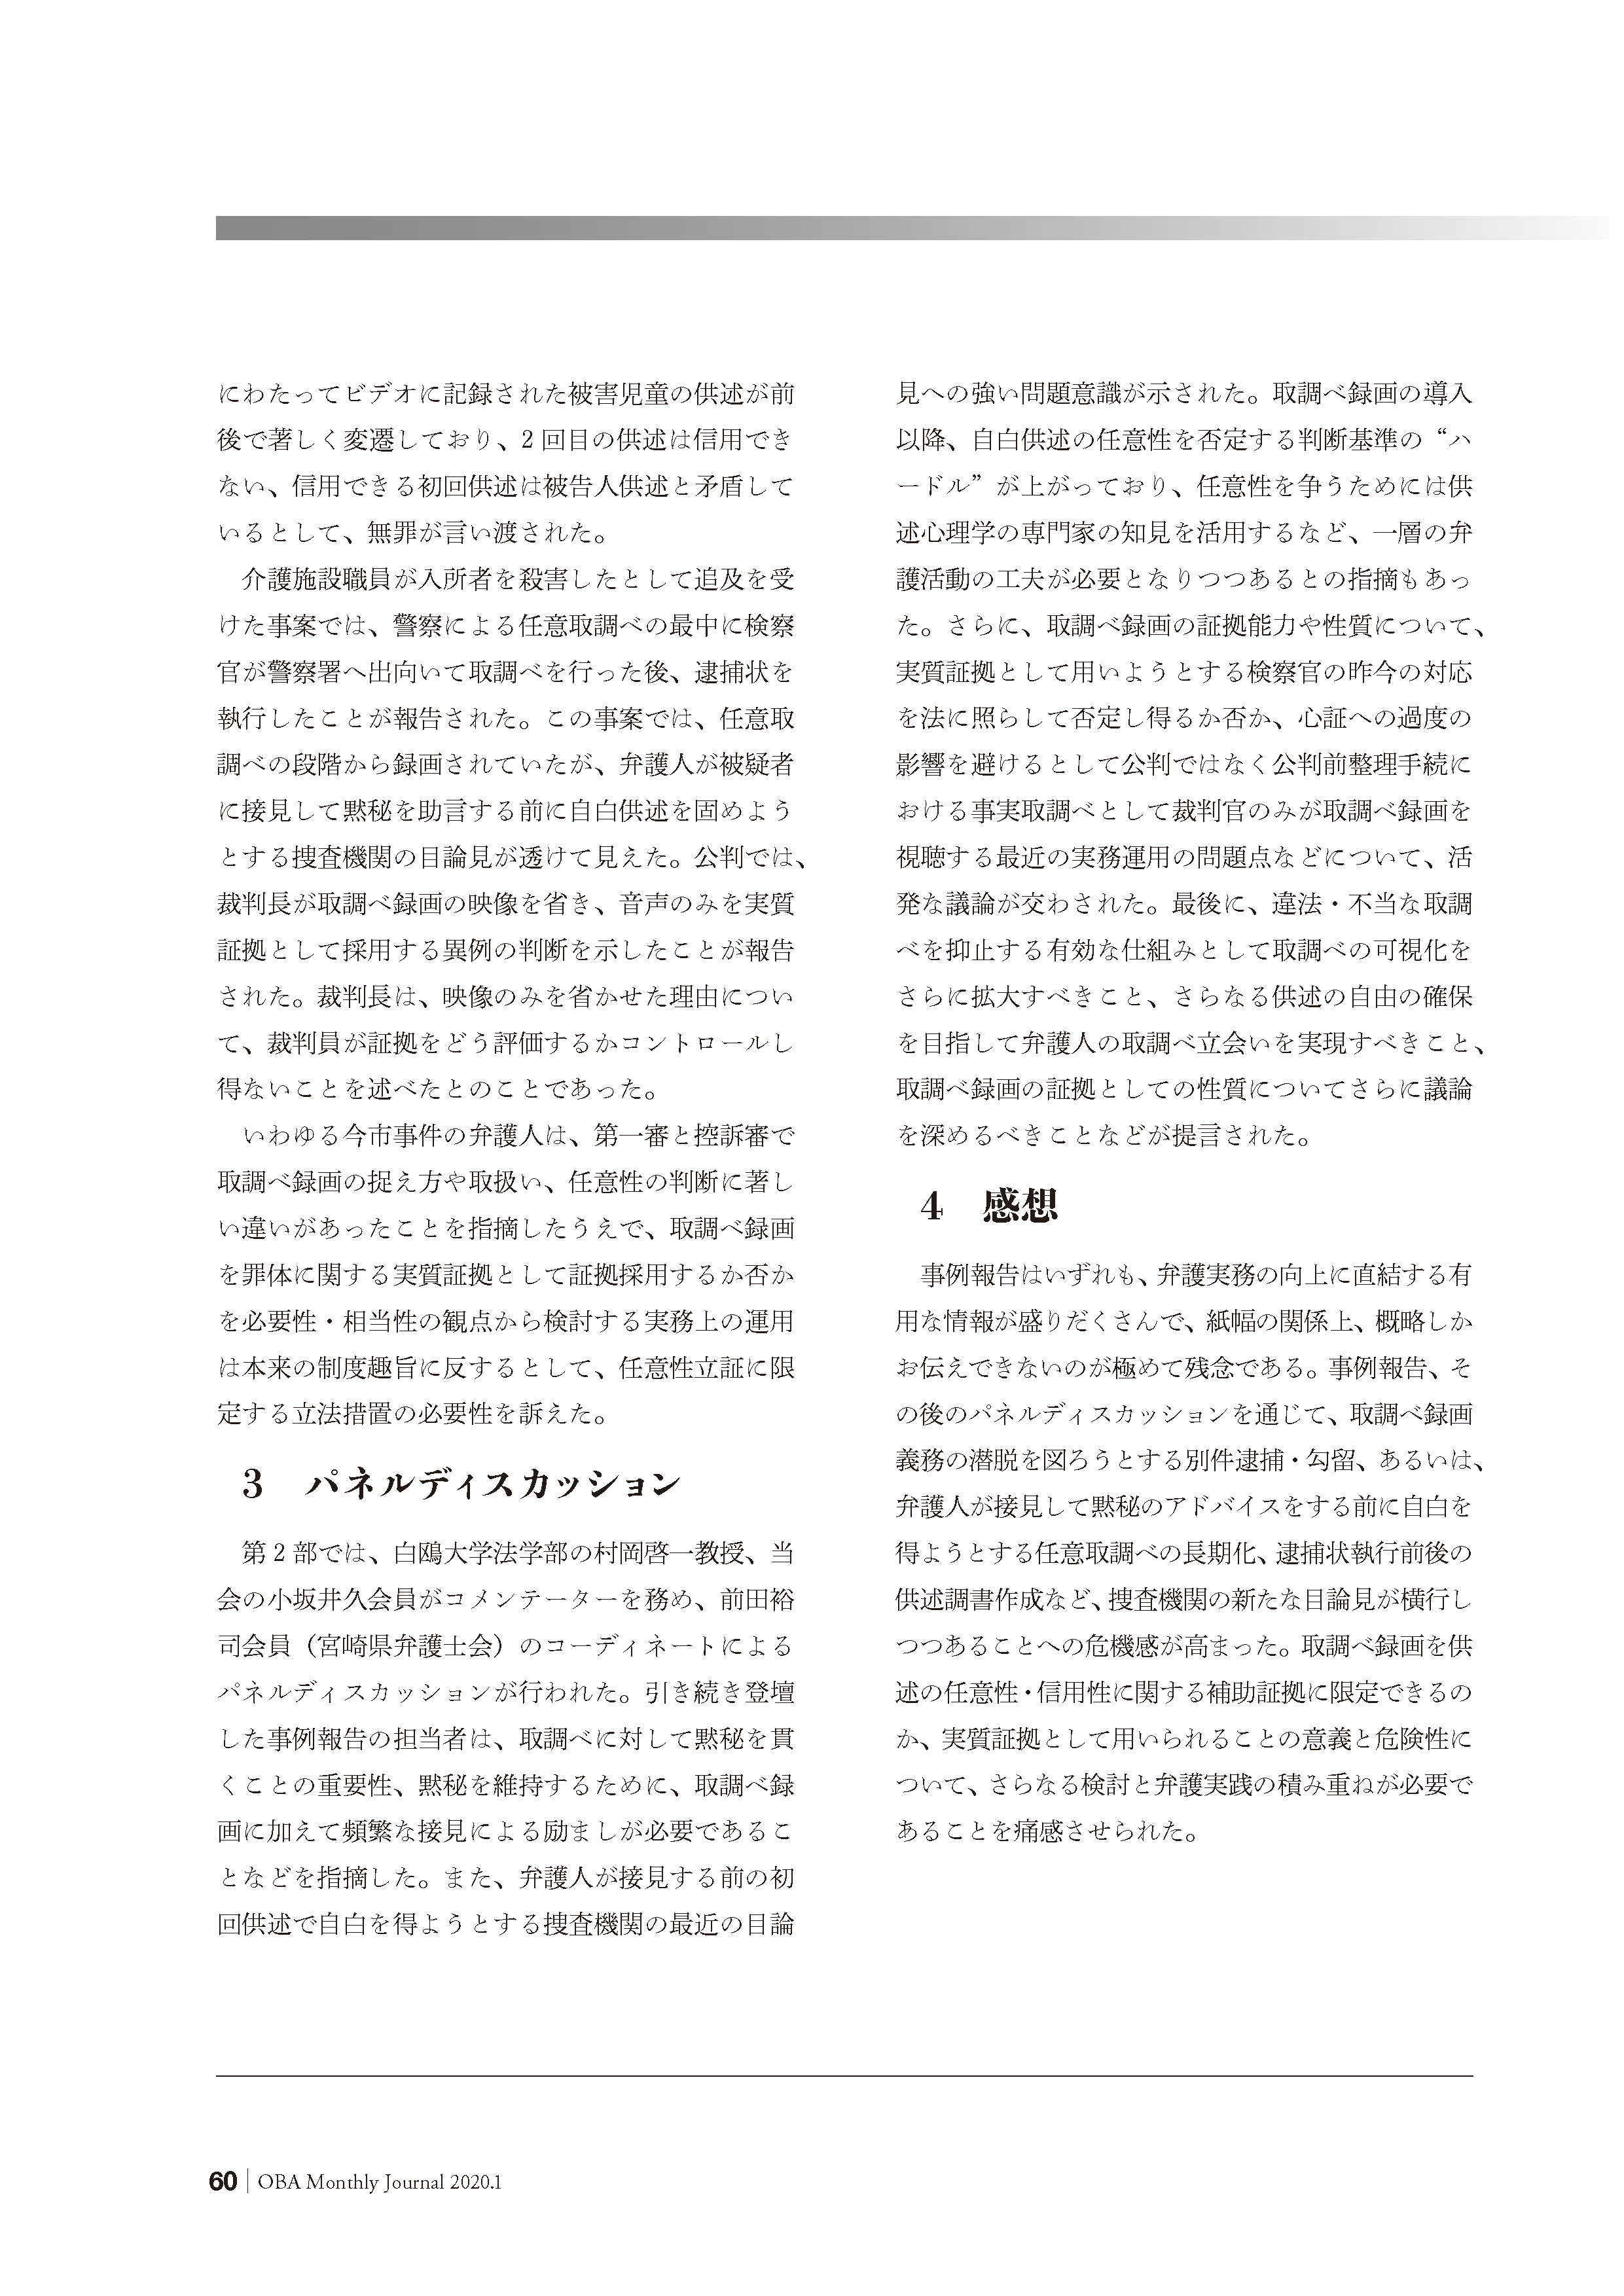 にわたってビデオに記録された被害児童の供述が前
後で著しく変遷しており、2 回目の供述は信用でき
ない、信用できる初回供述は被告人供述と矛盾して
いるとして、無罪が言い渡された。
　介護施設職員が入所者を殺害したとして追及を受
けた事案では、警察による任意取調べの最中に検察
官が警察署へ出向いて取調べを行った後、逮捕状を
執行したことが報告された。この事案では、任意取
調べの段階から録画されていたが、弁護人が被疑者
に接見して黙秘を助言する前に自白供述を固めよう
とする捜査機関の目論見が透けて見えた。公判では、
裁判長が取調べ録画の映像を省き、音声のみを実質
証拠として採用する異例の判断を示したことが報告
された。裁判長は、映像のみを省かせた理由につい
て、裁判員が証拠をどう評価するかコントロールし
得ないことを述べたとのことであった。
　いわゆる今市事件の弁護人は、第一審と控訴審で
取調べ録画の捉え方や取扱い、任意性の判断に著し
い違いがあったことを指摘したうえで、取調べ録画
を罪体に関する実質証拠として証拠採用するか否か
を必要性・相当性の観点から検討する実務上の運用
は本来の制度趣旨に反するとして、任意性立証に限
定する立法措置の必要性を訴えた。
3　パネルディスカッション
　第 2 部では、白鴎大学法学部の村岡啓一教授、当
会の小坂井久会員がコメンテーターを務め、前田裕
司会員（宮崎県弁護士会）のコーディネートによる
パネルディスカッションが行われた。引き続き登壇
した事例報告の担当者は、取調べに対して黙秘を貫
くことの重要性、黙秘を維持するために、取調べ録
画に加えて頻繁な接見による励ましが必要であるこ
となどを指摘した。また、弁護人が接見する前の初
回供述で自白を得ようとする捜査機関の最近の目論
見への強い問題意識が示された。取調べ録画の導入
以降、自白供述の任意性を否定する判断基準の“ハ
ードル”が上がっており、任意性を争うためには供
述心理学の専門家の知見を活用するなど、一層の弁
護活動の工夫が必要となりつつあるとの指摘もあっ
た。さらに、取調べ録画の証拠能力や性質について、
実質証拠として用いようとする検察官の昨今の対応
を法に照らして否定し得るか否か、心証への過度の
影響を避けるとして公判ではなく公判前整理手続に
おける事実取調べとして裁判官のみが取調べ録画を
視聴する最近の実務運用の問題点などについて、活
発な議論が交わされた。最後に、違法・不当な取調
べを抑止する有効な仕組みとして取調べの可視化を
さらに拡大すべきこと、さらなる供述の自由の確保
を目指して弁護人の取調べ立会いを実現すべきこと、
取調べ録画の証拠としての性質についてさらに議論
を深めるべきことなどが提言された。
4　感想
　事例報告はいずれも、弁護実務の向上に直結する有
用な情報が盛りだくさんで、紙幅の関係上、概略しか
お伝えできないのが極めて残念である。事例報告、そ
の後のパネルディスカッションを通じて、取調べ録画
義務の潜脱を図ろうとする別件逮捕・勾留、あるいは、
弁護人が接見して黙秘のアドバイスをする前に自白を
得ようとする任意取調べの長期化、逮捕状執行前後の
供述調書作成など、捜査機関の新たな目論見が横行し
つつあることへの危機感が高まった。取調べ録画を供
述の任意性・信用性に関する補助証拠に限定できるの
か、実質証拠として用いられることの意義と危険性に
ついて、さらなる検討と弁護実践の積み重ねが必要で
あることを痛感させられた。
60 OBA Monthly Journal 2020.1